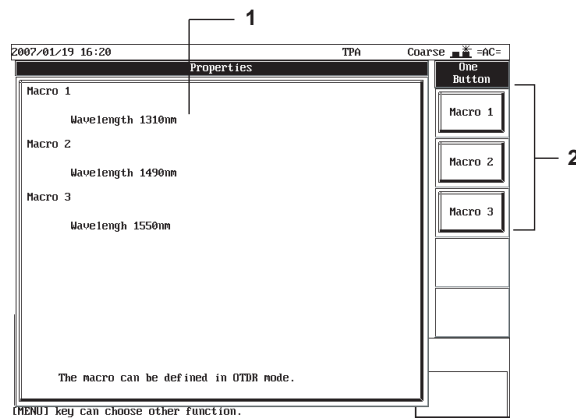 1
2007/01/19 16:20 TPA Coarse =AC=
Properties
One
Button
Macro 1
Wavelength 1310nm
Macro 2
Wavelength 1490nm
Macro 3
Wavelengh 1550nm
Macro 1
Macro 2
Macro 3
2
The macro can be defined in OTDR mode.
[MENU] key can choose other function.